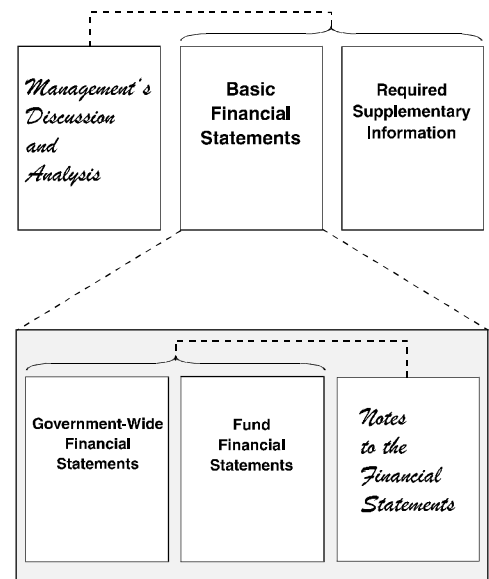 Management's
Discussion
and
Analysis
Basic
Financial
Statements
Required
Supplementary
Information
Government-Wide
Financial
Statements
Fund
Financial
Statements
Notes
to the
Financial
Statements